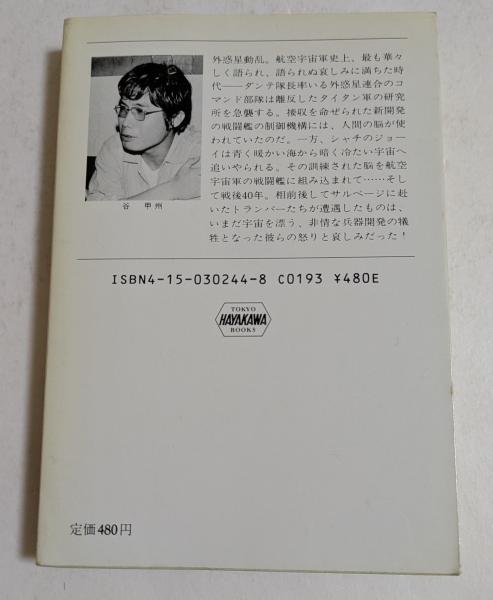 外惑星動乱。航空宇宙軍史上、最も華々
しく語られ、語られぬ哀しみに満ちた時
代――ダンテ隊長率いる外惑星連合のコ
マンド部隊は離反したタイタン軍の研究
所を急襲する。接収を命ぜられた新開発
の戦闘艦の制御機構には、人間の脳が使
われていたのだ。一方、シャチのジョー
イは青く暖かい海から暗く冷たい宇宙へ
追いやられる。その訓練された脳を航空
宇宙軍の戦闘艦に組み込まれて……そし
て戦後40年。相前後してサルベージに赴
いたトランパーたちが遭遇したものは、
いまだ宇宙を漂う、非情な兵器開発の犠
牲となった彼らの怒りと哀しみだった！
谷 甲州
ISBN4-15-030244-8 C0193 ¥480E
TOKYO
HAYAKAWA
BOOKS
定価480円